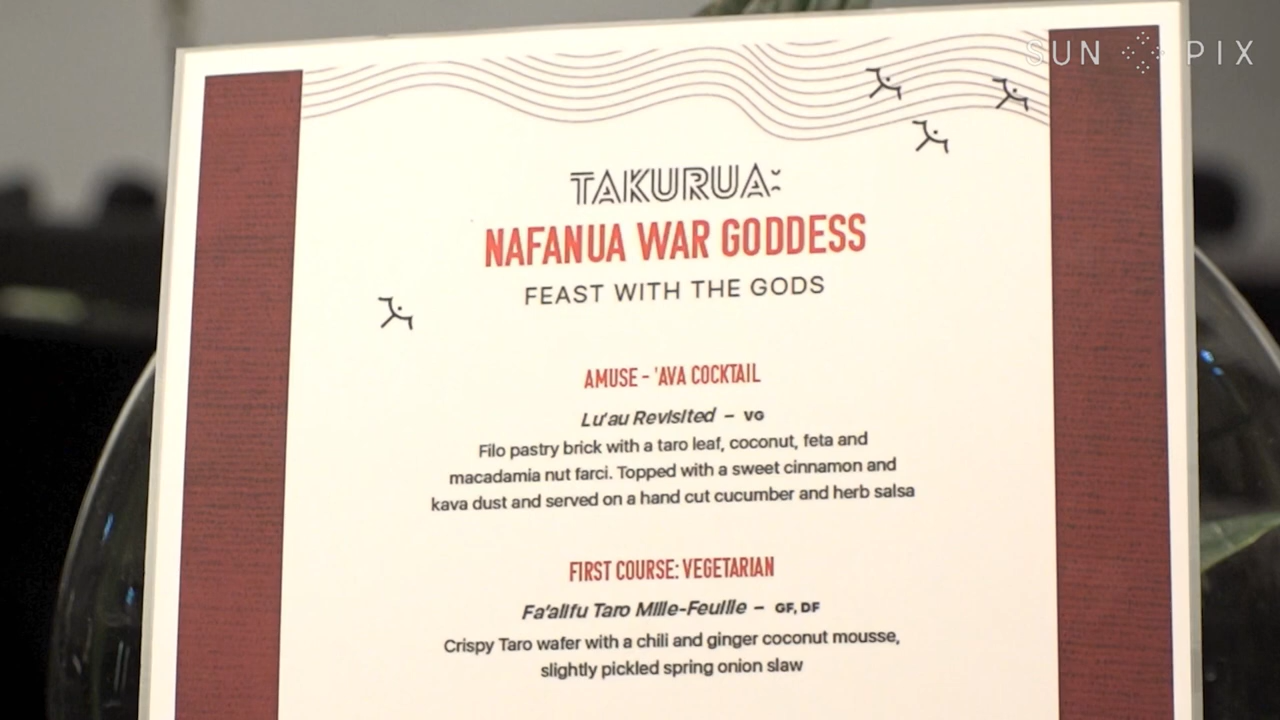 SUN PIX
TAKURUA:
NAFANUA WAR GODDESS
FEAST WITH THE GODS
AMUSE - 'AVA COCKTAIL
Lu'au Revisited – VG
Filo pastry brick with a taro leaf, coconut, feta and
macadamia nut farci. Topped with a sweet cinnamon and
kava dust and served on a hand cut cucumber and herb salsa
FIRST COURSE: VEGETARIAN
Fa'alifu Taro Mille-Feuille – GF, DF
Crispy Taro wafer with a chili and ginger coconut mousse,
slightly pickled spring onion slaw